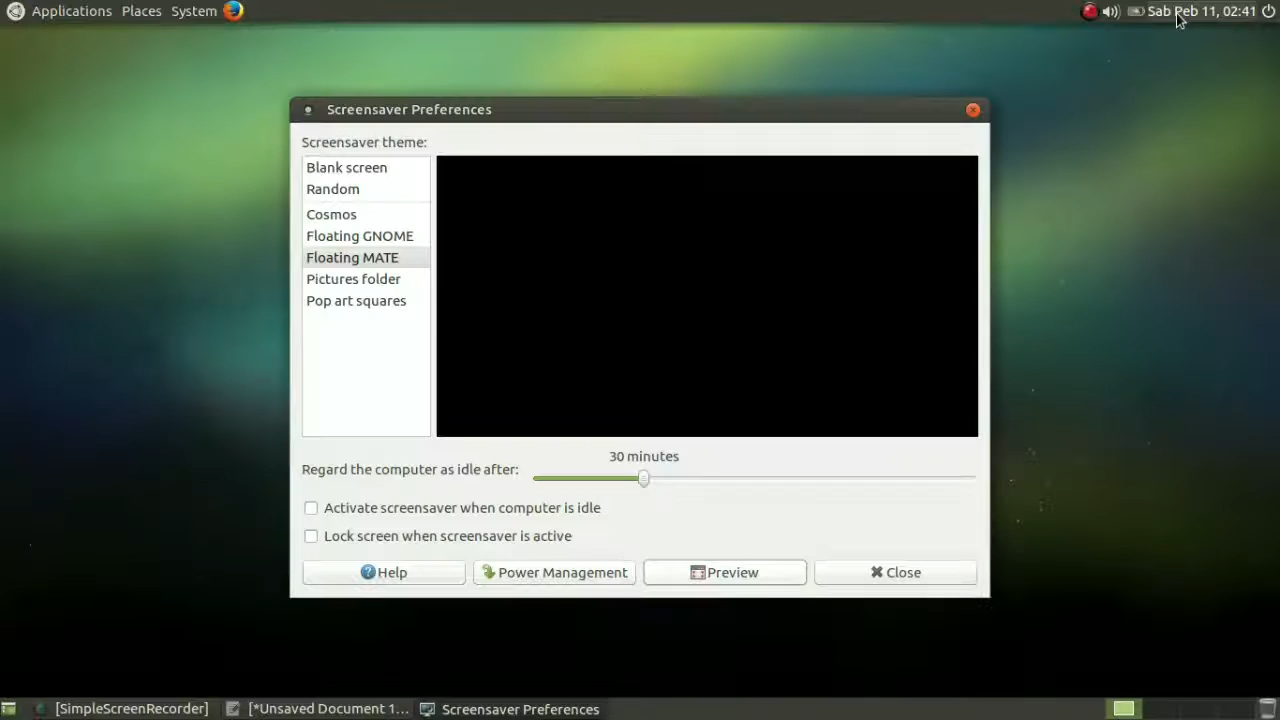 Applications Places System
Sab Peb 11, 02:41
Screensaver Preferences
Screensaver theme:
Blank screen
Random
Cosmos
Floating GNOME
Floating MATE
Pictures folder
Pop art squares
30 minutes
Regard the computer as idle after:
Activate screensaver when computer is idle
Lock screen when screensaver is active
Help Power Management Preview Close
[SimpleScreenRecorder] [*Unsaved Document 1... Screensaver Preferences